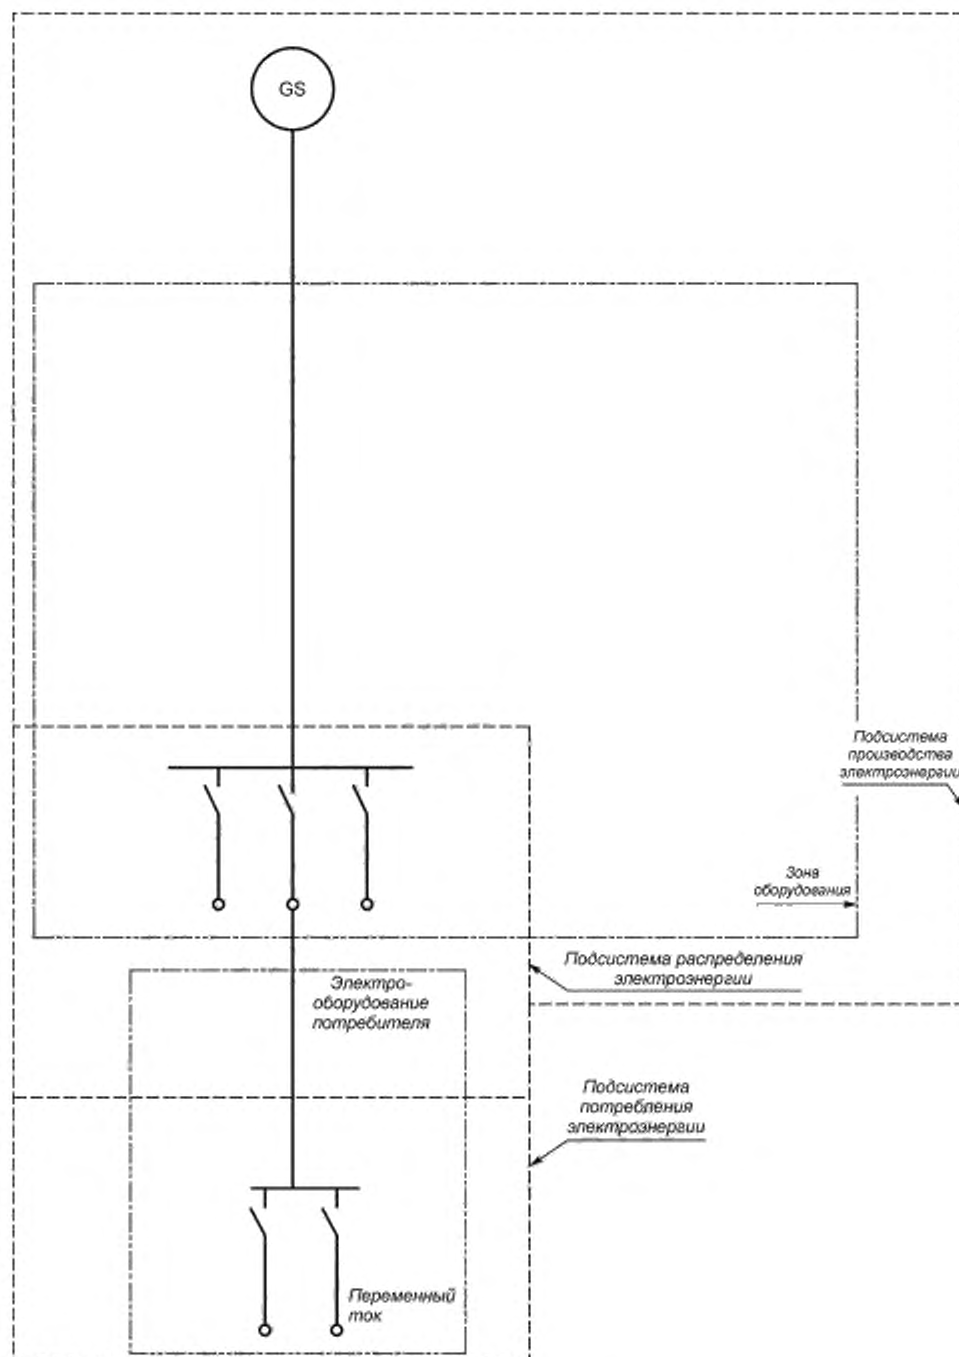 GS
Подсистема
производства
электроэнергии
Зона
оборудования
Подсистема распределения
электроэнергии
Электро-
оборудование
потребителя
Подсистема
потребления
электроэнергии
Переменный
ток